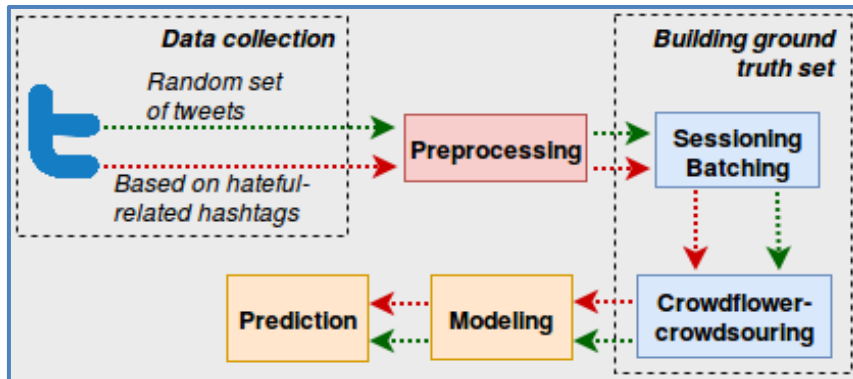 Data collection
Random set
of tweets
Based on hateful-
related hashtags
Preprocessing
Building ground
truth set
Sessioning
Batching
Crowdflower-
crowdsouring
Modeling
Prediction